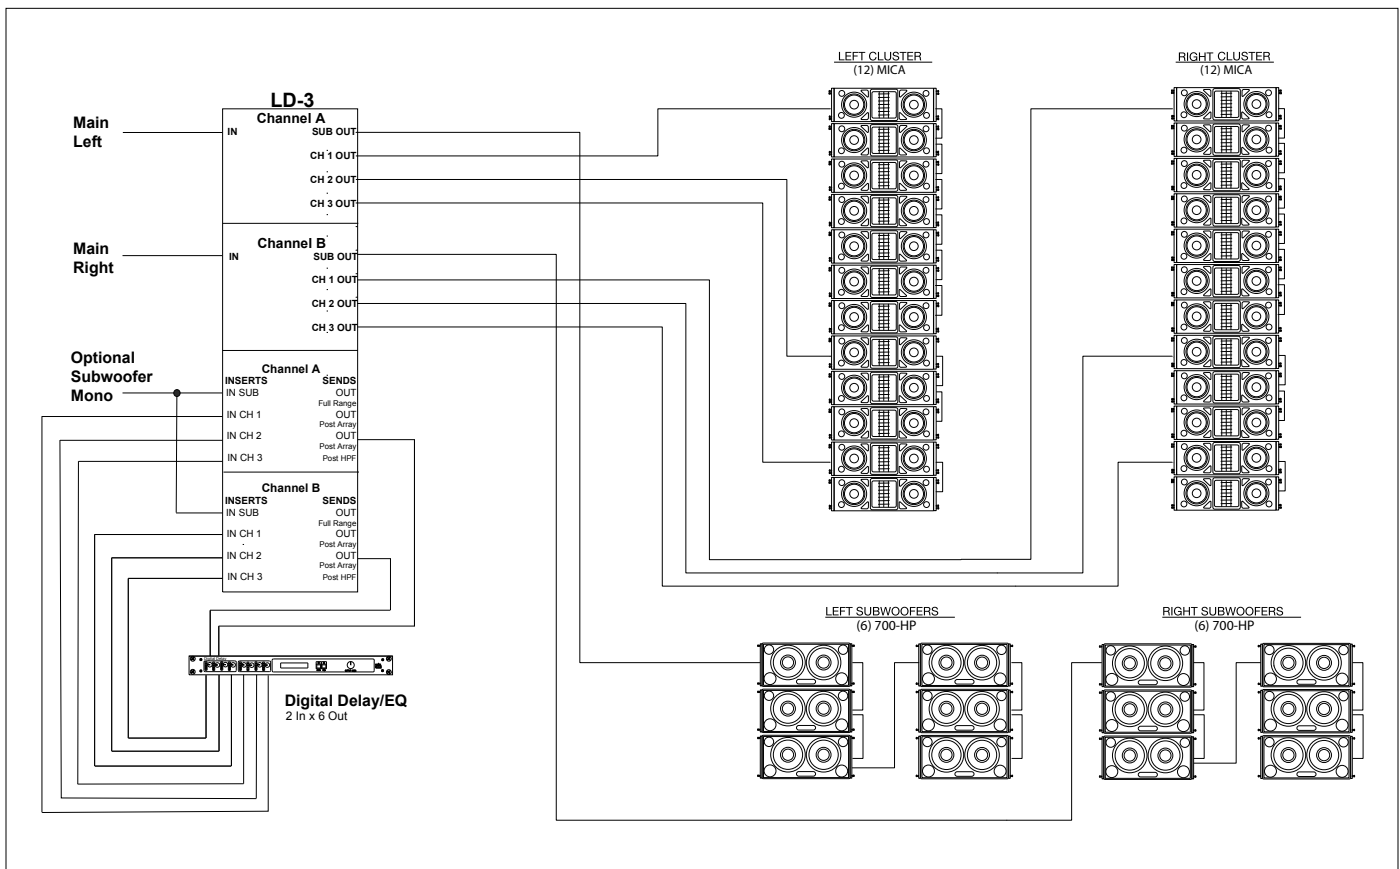 LEFT CLUSTER
(12) MICA
RIGHT CLUSTER
(12) MICA
LD-3
Channel A
Main
Left
IN
SUB OUT
CH 1 OUT
CH 2 OUT
CH 3 OUT
Channel B
Main
Right
IN
SUB OUT
CH 1 OUT
CH 2 OUT
CH 3 OUT
Optional
Subwoofer
Mono
Channel A
INSERTS
SENDS
IN SUB
OUT
Full Range
IN CH 1
OUT
Post Array
IN CH 2
OUT
Post Array
IN CH 3
Post HPF
Channel B
INSERTS
SENDS
IN SUB
OUT
Full Range
IN CH 1
OUT
Post Array
IN CH 2
OUT
Post Array
IN CH 3
Post HPF
LEFT SUBWOOFERS
(6) 700-HP
RIGHT SUBWOOFERS
(6) 700-HP
Digital Delay/EQ
2 In x 6 Out